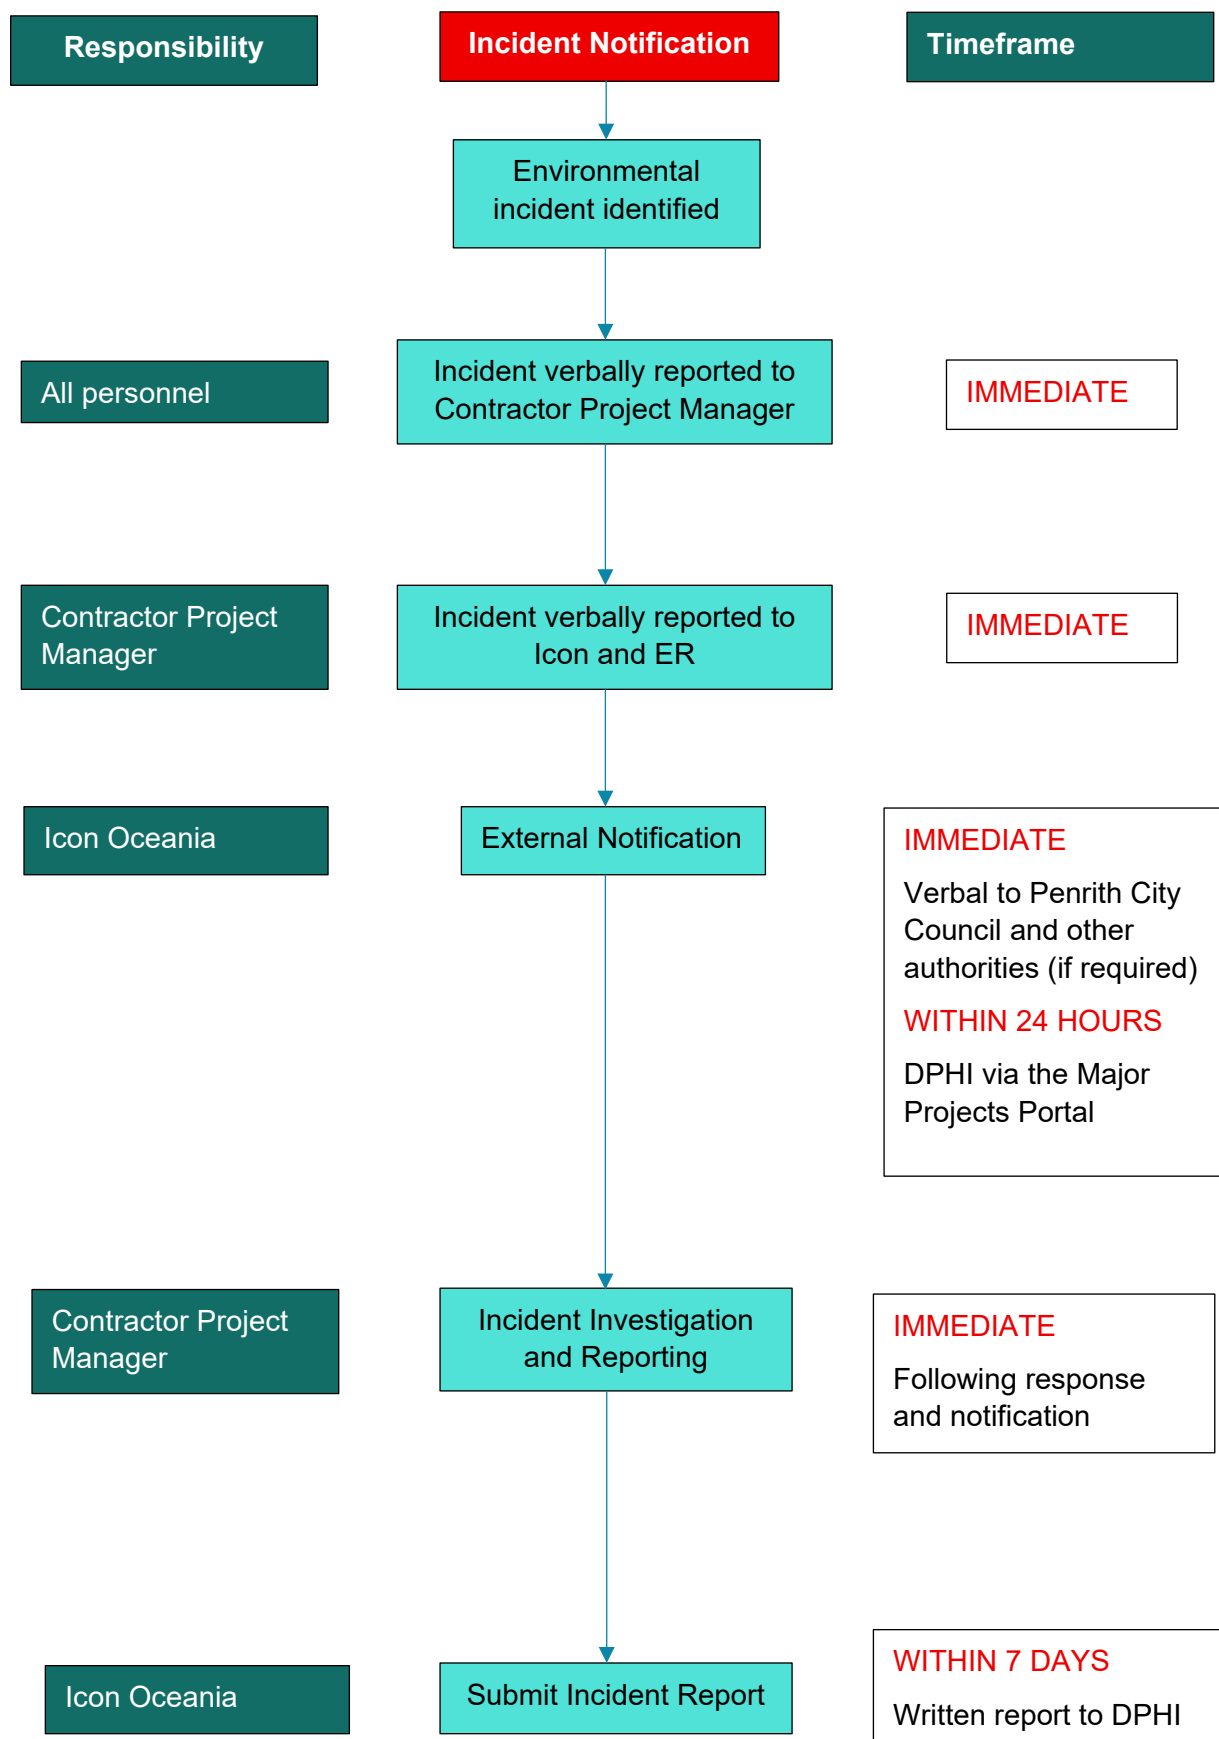 Responsibility
Incident Notification
Timeframe
Environmental
incident identified
All personnel
Incident verbally reported to
Contractor Project Manager
IMMEDIATE
Contractor Project
Manager
Incident verbally reported to
Icon and ER
IMMEDIATE
Icon Oceania
External Notification
IMMEDIATE
Verbal to Penrith City
Council and other
authorities (if required)
WITHIN 24 HOURS
DPHI via the Major
Projects Portal
Contractor Project
Manager
Incident Investigation
and Reporting
IMMEDIATE
Following response
and notification
Icon Oceania
Submit Incident Report
WITHIN 7 DAYS
Written report to DPHI